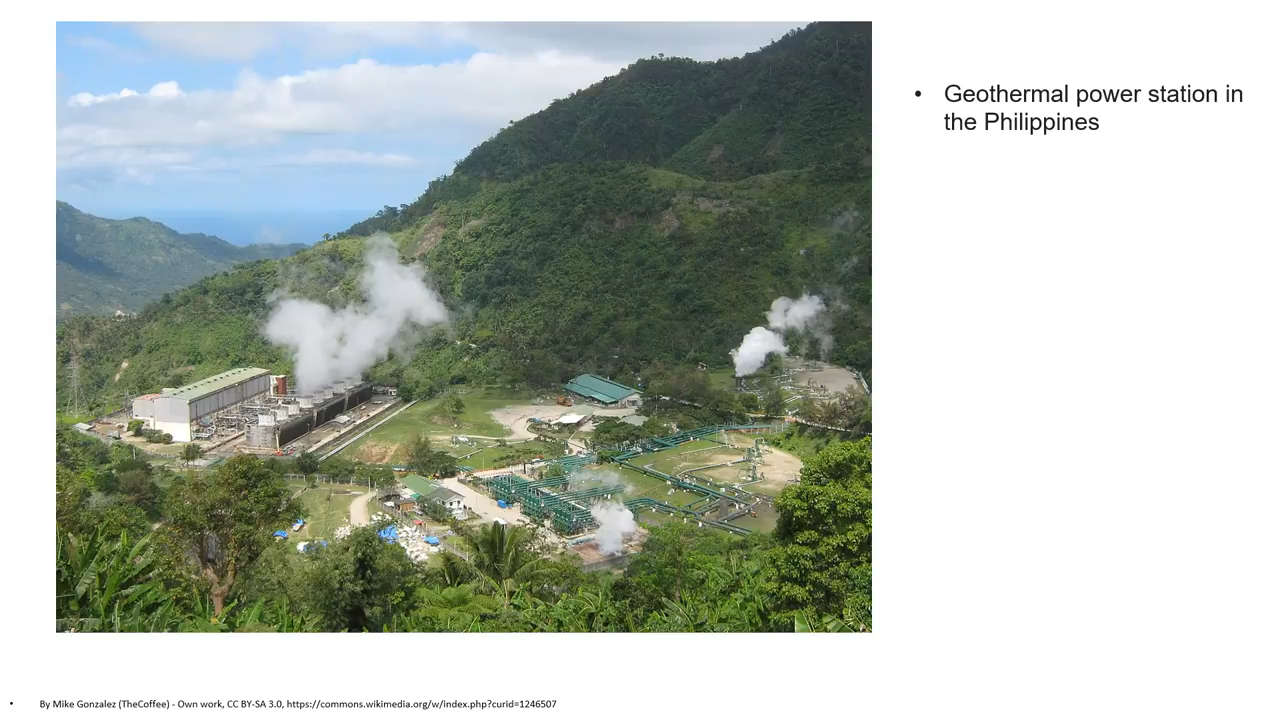 • Geothermal power station in
the Philippines
• By Mike Gonzalez (TheCoffee) - Own work, CC BY-SA 3.0, https://commons.wikimedia.org/w/index.php?curid=1246507